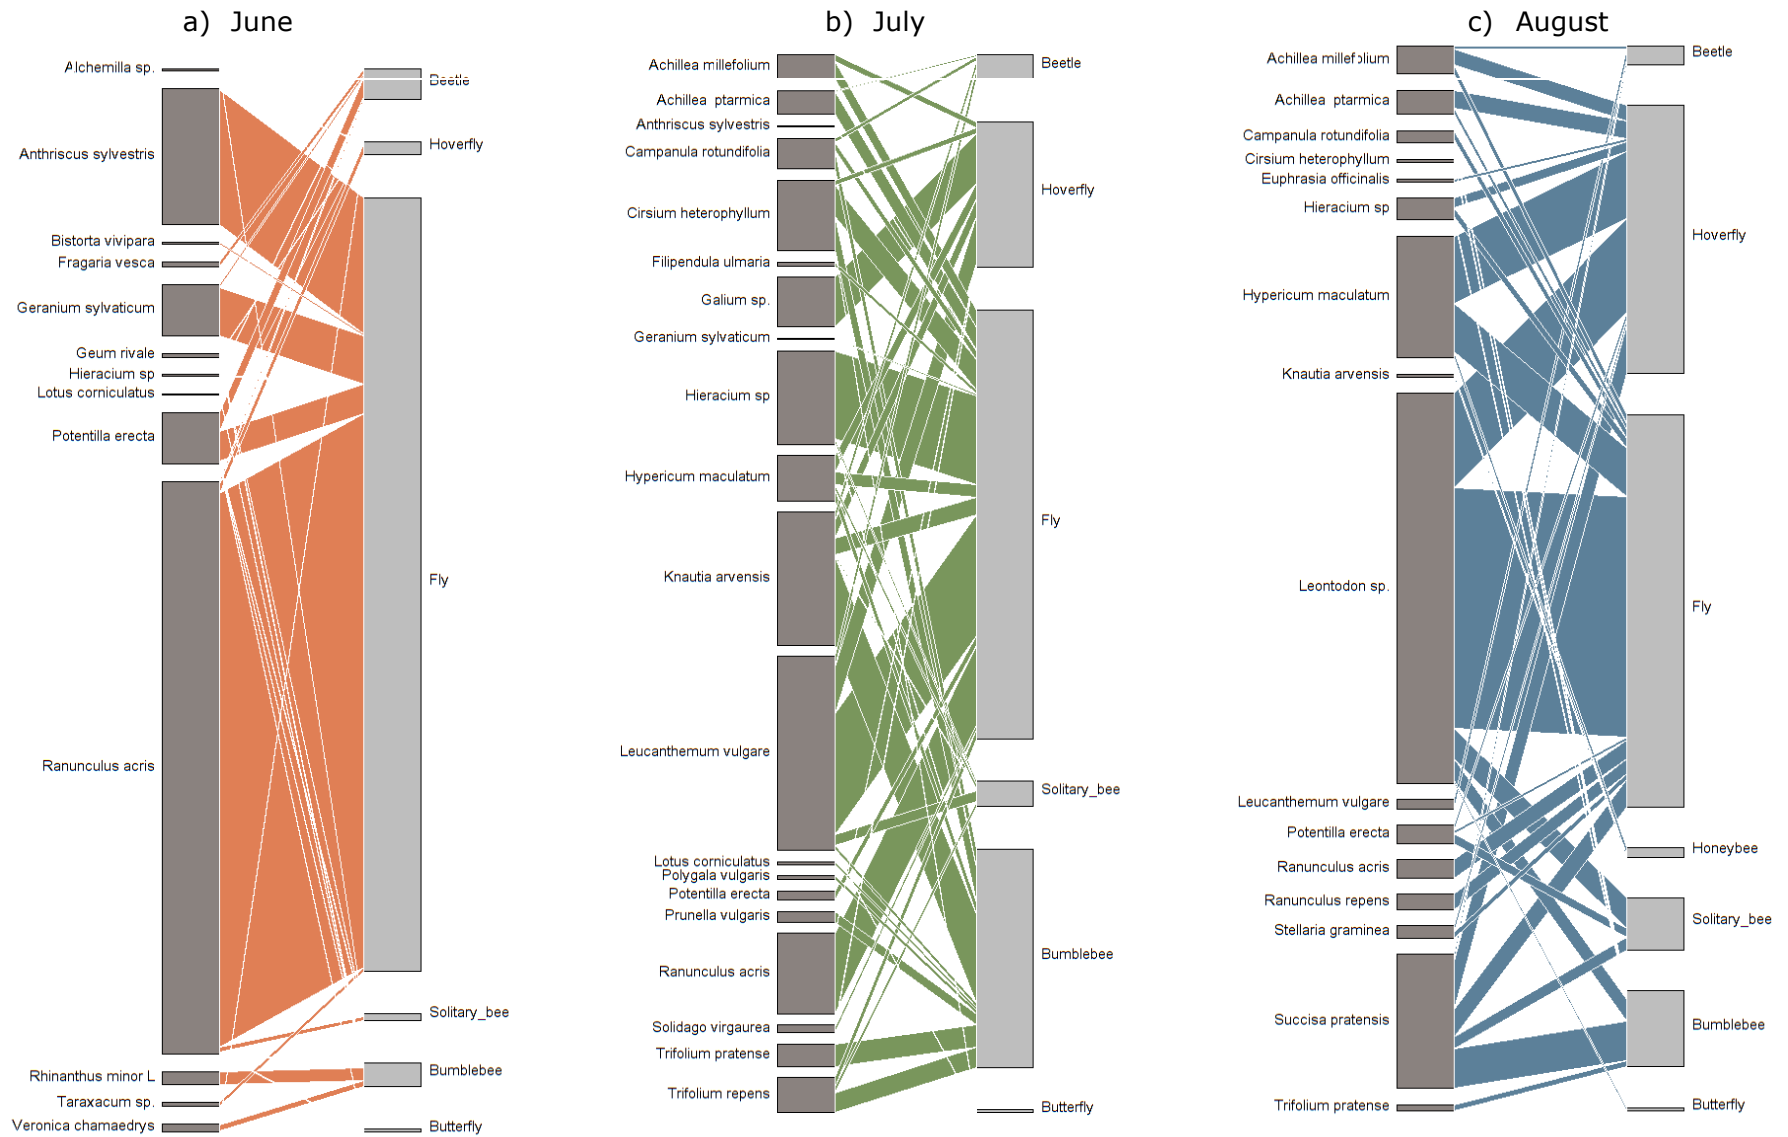 a) June
Alchemilla sp.
Anthriscus sylvestris
Bistorta vivipara
Fragaria vesca
Geranium sylvaticum
Geum rivale
Hieracium sp
Lotus corniculatus
Potentilla erecta
Ranunculus acris
Rhinanthus minor L
Taraxacum sp.
Veronica chamaedrys
Beetle
Hoverfly
Fly
Solitary_bee
Bumblebee
Butterfly
b) July
Achillea millefolium
Achillea ptarmica
Anthriscus sylvestris
Campanula rotundifolia
Cirsium heterophyllum
Filipendula ulmaria
Galium sp.
Geranium sylvaticum
Hieracium sp
Hypericum maculatum
Knautia arvensis
Leucanthemum vulgare
Lotus corniculatus
Polygala vulgaris
Potentilla erecta
Prunella vulgaris
Ranunculus acris
Solidago virgaurea
Trifolium pratense
Trifolium repens
Beetle
Hoverfly
Fly
Solitary_bee
Bumblebee
Butterfly
c) August
Achillea millefolium
Achillea ptarmica
Campanula rotundifolia
Cirsium heterophyllum
Euphrasia officinalis
Hieracium sp
Hypericum maculatum
Knautia arvensis
Leontodon sp.
Leucanthemum vulgare
Potentilla erecta
Ranunculus acris
Ranunculus repens
Stellaria graminea
Succisa pratensis
Trifolium pratense
Beetle
Hoverfly
Fly
Honeybee
Solitary_bee
Bumblebee
Butterfly